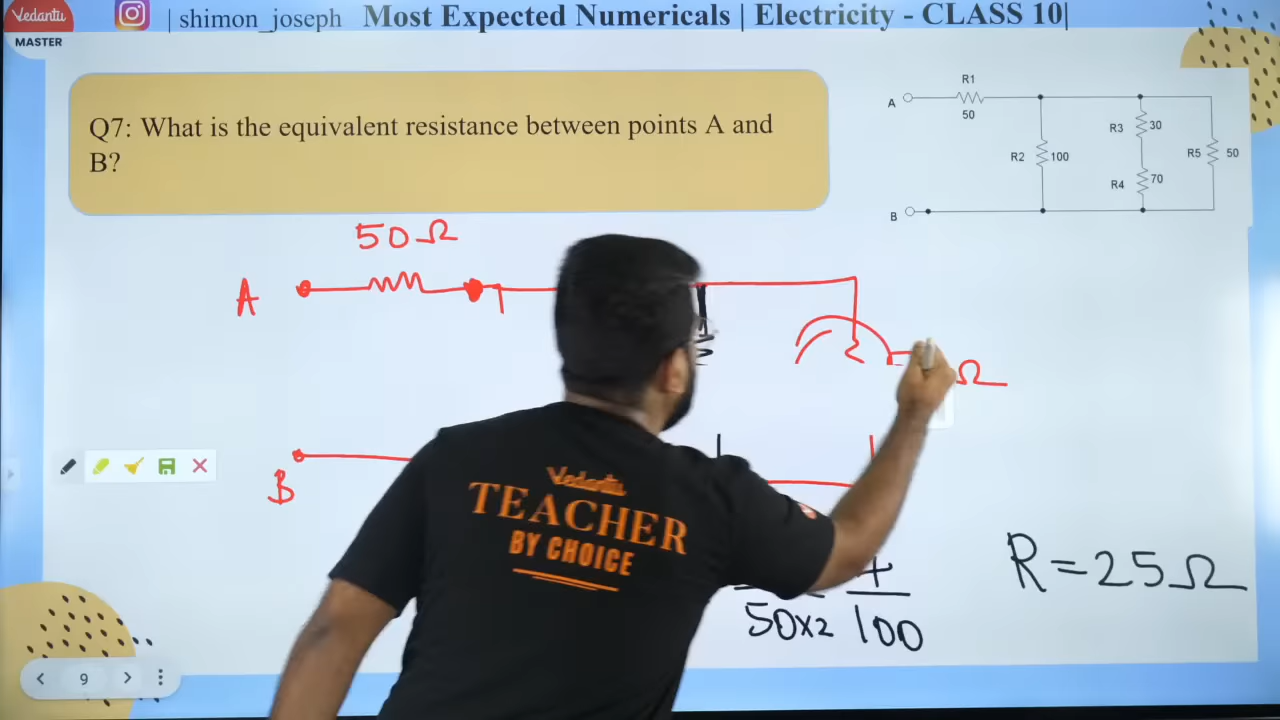 Vedantu
MASTER
| shimon_joseph
Most Expected Numericals | Electricity - CLASS 10|
Q7: What is the equivalent resistance between points A and
B?
R1
A
50
R3
30
R2
100
R5
50
R4
70
B
50Ω
A
Ω
B
Vedantu
TEACHER
BY CHOICE
R=25Ω
50x2
100
9